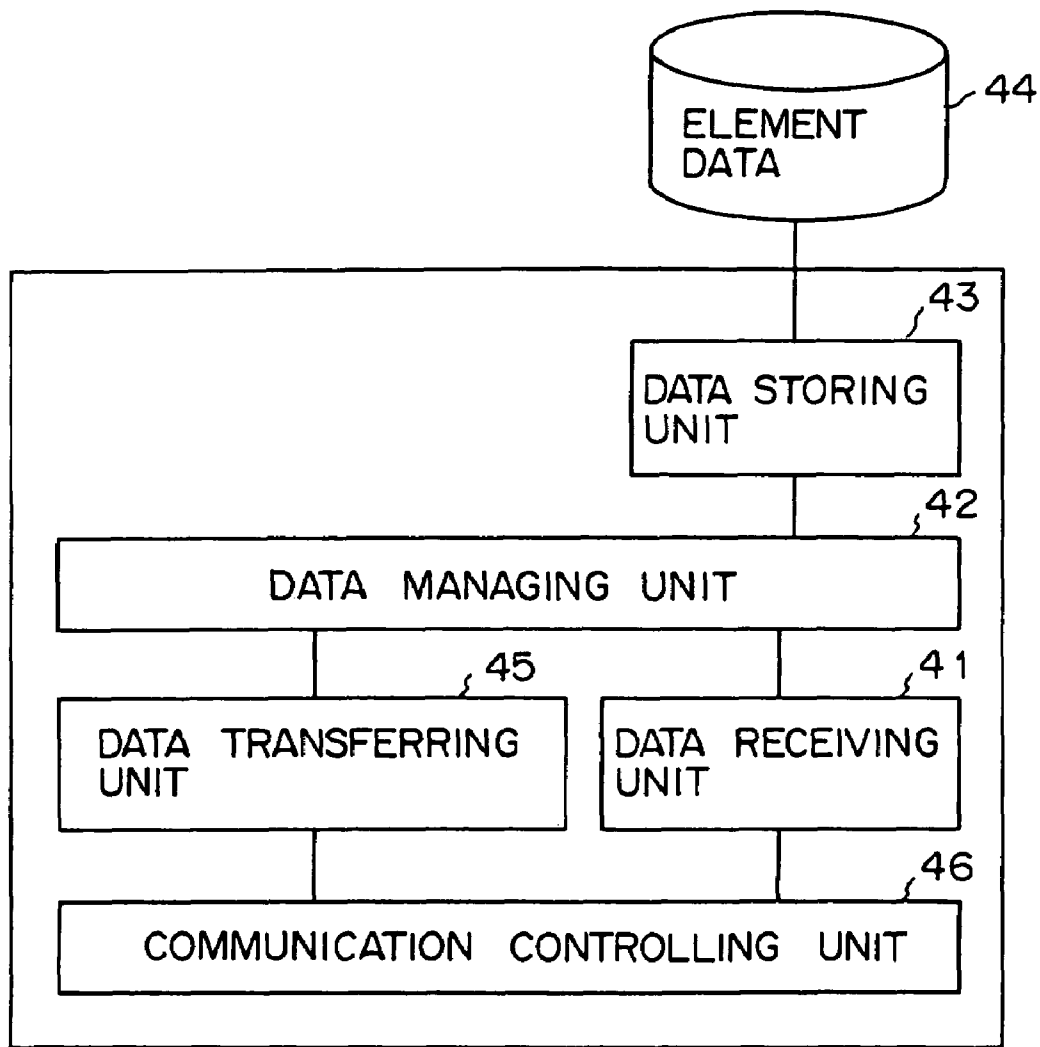 44
ELEMENT
DATA
43
DATA STORING
UNIT
42
DATA MANAGING UNIT
45
DATA TRANSFERRING
UNIT
41
DATA RECEIVING
UNIT
46
COMMUNICATION CONTROLLING UNIT